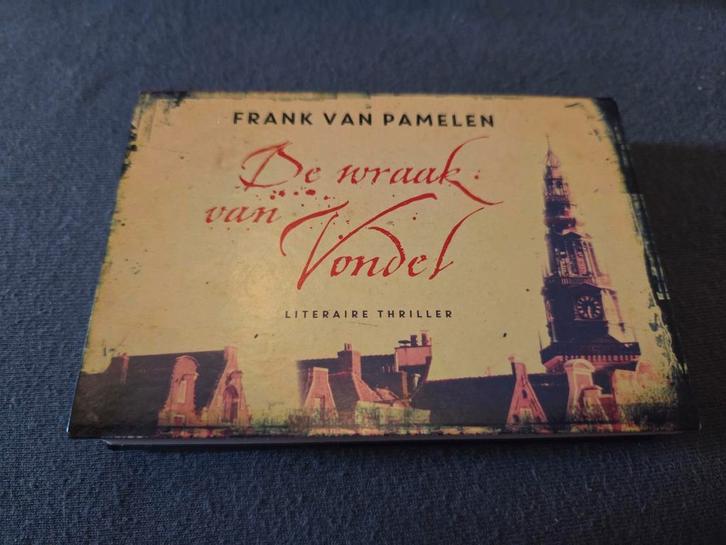 FRANK VAN PAMELEN
De wraak
van Vondel
LITERAIRE THRILLER